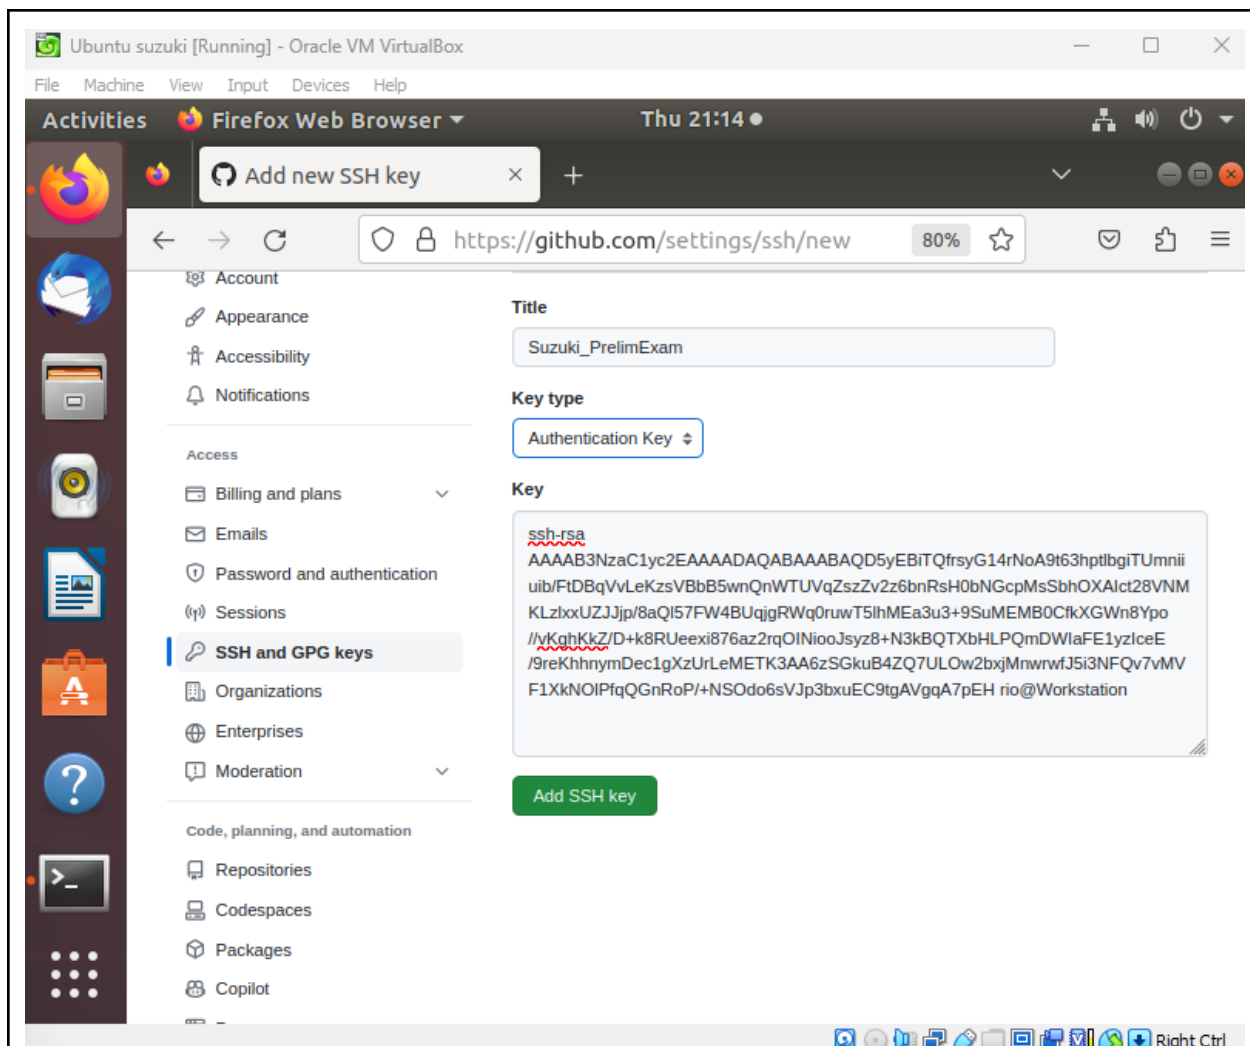 Ubuntu suzuki [Running] - Oracle VM VirtualBox
File Machine View Input Devices Help
Activities Firefox Web Browser Thu 21:14
Add new SSH key
https://github.com/settings/ssh/new 80%
Account
Appearance
Accessibility
Notifications
Access
Billing and plans
Emails
Password and authentication
Sessions
SSH and GPG keys
Organizations
Enterprises
Moderation
Code, planning, and automation
Repositories
Codespaces
Packages
Copilot
Title
Suzuki_PrelimExam
Key type
Authentication Key
Key
ssh-rsa
AAAAB3NzaC1yc2EAAAADAQABAAABAQD5yEBiTQfrsyG14rNoA9t63hptlbgiTUmnii
uib/FtDBqVvLeKzsVBbB5wnQnWTUVqZszZv2z6bnRsH0bNGcpMsSbhOXAIct28VNM
KLzlxxUZJJjp/8aQl57FW4BUqjgRWq0ruwT5lhMEa3u3+9SuMEMB0CfkXGWn8Ypo
//vKghKkZ/D+k8RUeexi876az2rqOINiooJsyz8+N3kBQTXbHLPQmDWIaFE1yzIceE
/9reKhhnymDec1gXzUrLeMETK3AA6zSGkuB4ZQ7ULOw2bxjMnwrwfJ5i3NFQv7vMV
F1XkNOlPfqQGnRoP/+NSOdo6sVJp3bxuEC9tgAVgqA7pEH rio@Workstation
Add SSH key
Right Ctrl